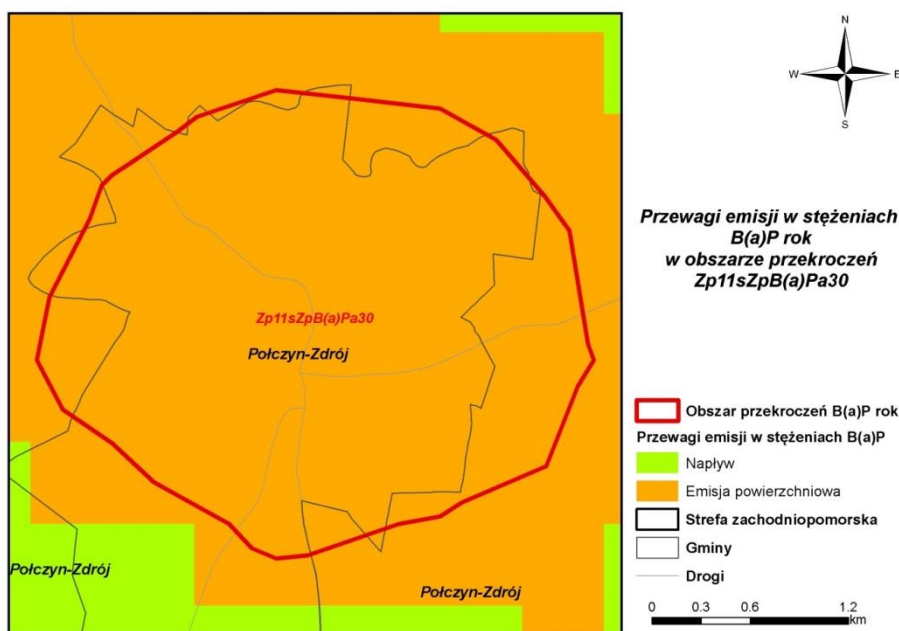 N
W
E
S
Przewagi emisji w stężeniach
B(a)P rok
w obszarze przekroczeń
Zp11sZpB(a)Pa30
Zp11sZpB(a)Pa30
Połczyn-Zdrój
Połczyn-Zdrój
Połczyn-Zdrój
Obszar przekroczeń B(a)P rok
Przewagi emisji w stężeniach B(a)P
Napływ
Emisja powierzchniowa
Strefa zachodniopomorska
Gminy
Drogi
0 0.3 0.6 1.2
km